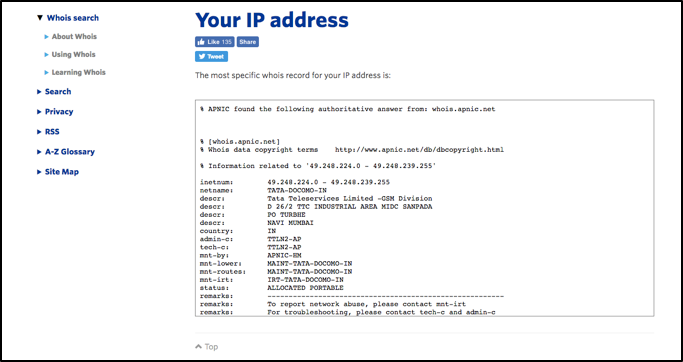 Whois search
About Whois
Using Whois
Learning Whois
Search
Privacy
RSS
A-Z Glossary
Site Map
Your IP address
Like 135 Share
Tweet
The most specific whois record for your IP address is:
% APNIC found the following authoritative answer from: whois.apnic.net
% [whois.apnic.net]
% Whois data copyright terms    http://www.apnic.net/db/dbcopyright.html
% Information related to '49.248.224.0 - 49.248.239.255'
inetnum:        49.248.224.0 - 49.248.239.255
netname:        TATA-DOCOMO-IN
descr:          Tata Teleservices Limited -GSM Division
descr:          D 26/2 TTC INDUSTRIAL AREA MIDC SANPADA
descr:          PO TURBHE
descr:          NAVI MUMBAI
country:        IN
admin-c:        TTLN2-AP
tech-c:         TTLN2-AP
mnt-by:         APNIC-HM
mnt-lower:      MAINT-TATA-DOCOMO-IN
mnt-routes:     MAINT-TATA-DOCOMO-IN
mnt-irt:        IRT-TATA-DOCOMO-IN
status:         ALLOCATED PORTABLE
remarks:        --------------------------------------------------------
remarks:        To report network abuse, please contact mnt-irt
remarks:        For troubleshooting, please contact tech-c and admin-c
Top